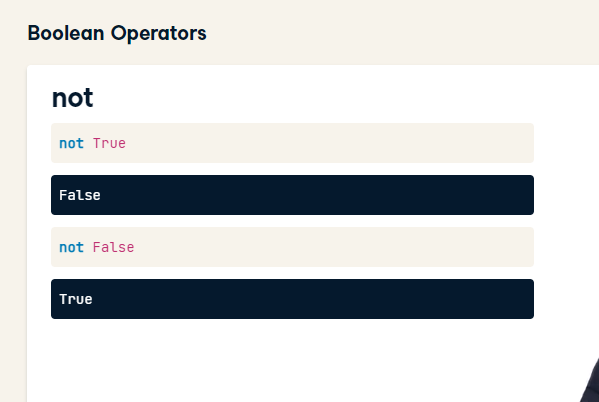 Boolean Operators
not
not True
False
not False
True